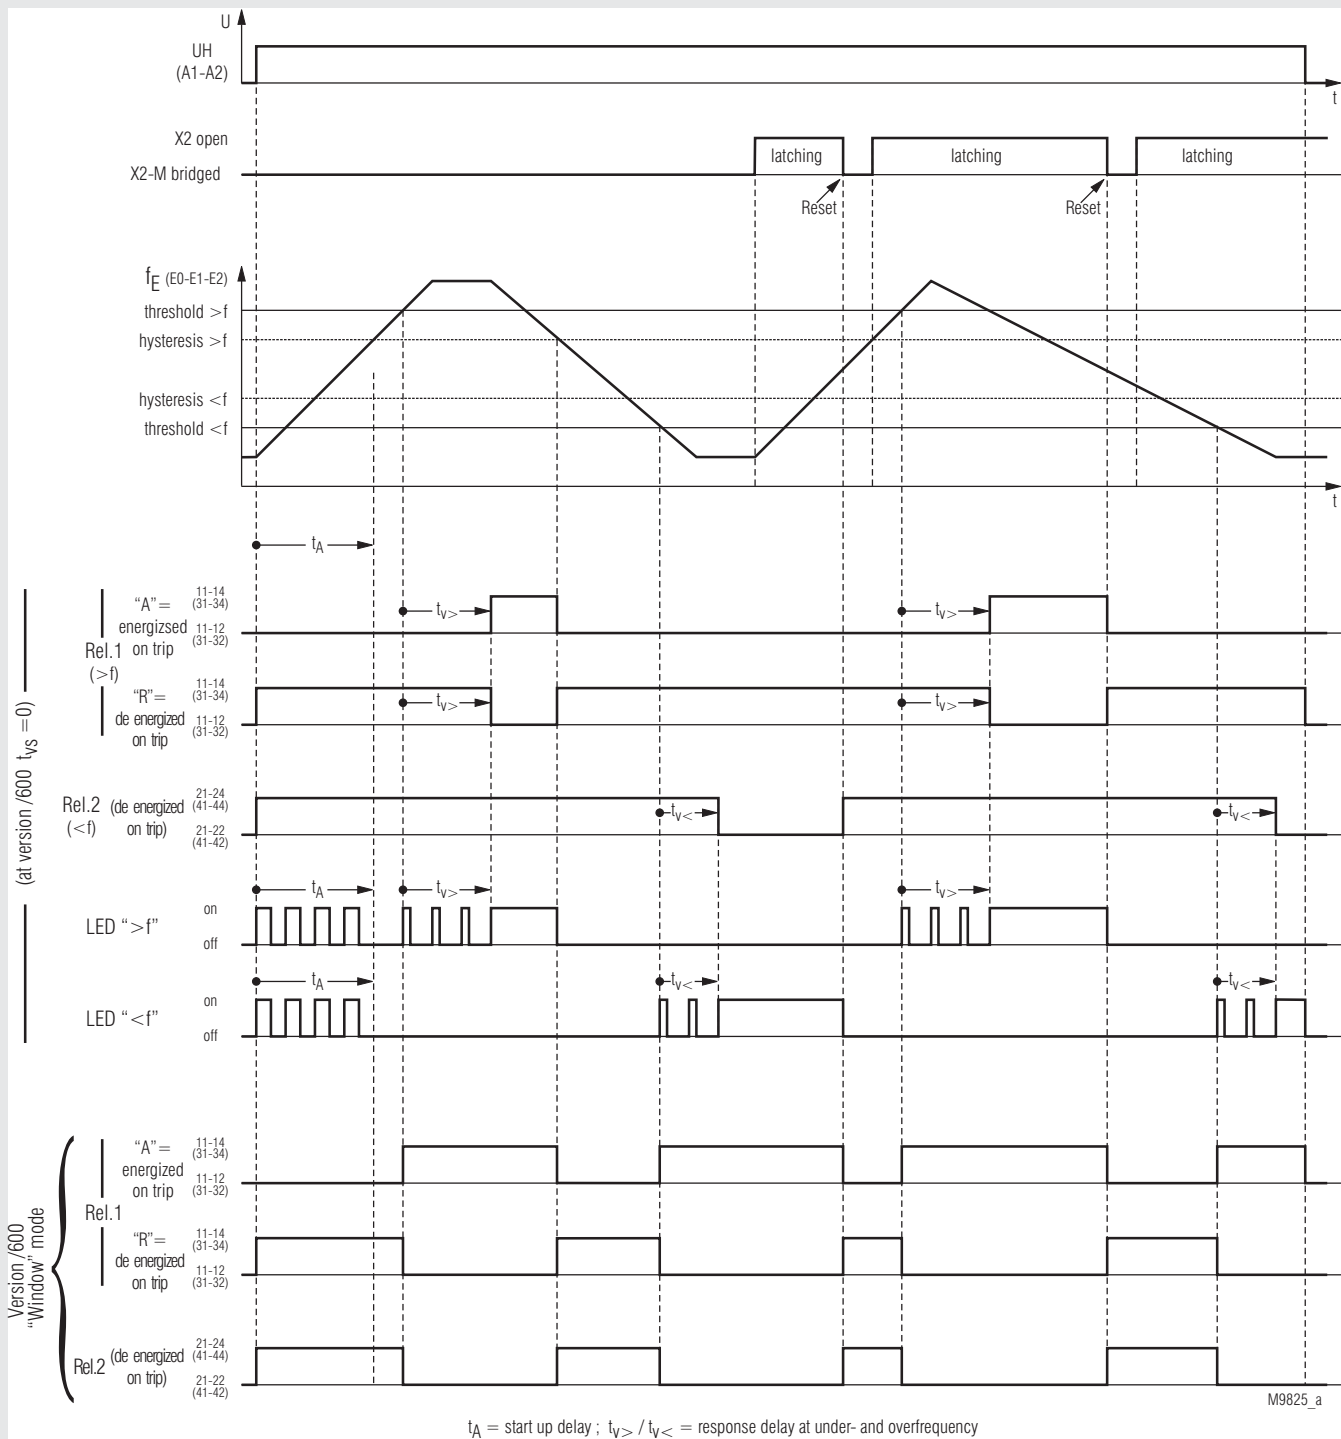 U
UH
(A1-A2)
t
X2 open
X2-M bridged
latching
latching
latching
Reset
Reset
fE (E0-E1-E2)
threshold >f
hysteresis >f
hysteresis <f
threshold <f
t
tA
(at version /600 tvs =0)
Rel.1
(>f)
“A” =
energizsed
on trip
11-14
(31-34)
11-12
(31-32)
tv>
tv>
“R” =
de energized
on trip
11-14
(31-34)
11-12
(31-32)
tv>
tv>
Rel.2
(<f)
(de energized
on trip)
21-24
(41-44)
21-22
(41-42)
tv<
tv<
LED “>f”
on
off
tA
tv>
tv>
LED “<f”
on
off
tA
tv<
tv<
Version /600
“Window” mode
Rel.1
“A” =
energized
on trip
11-14
(31-34)
11-12
(31-32)
“R” =
de energized
on trip
11-14
(31-34)
11-12
(31-32)
Rel.2
(de energized
on trip)
21-24
(41-44)
21-22
(41-42)
M9825_a
tA = start up delay ; tv> / tv< = response delay at under- and overfrequency